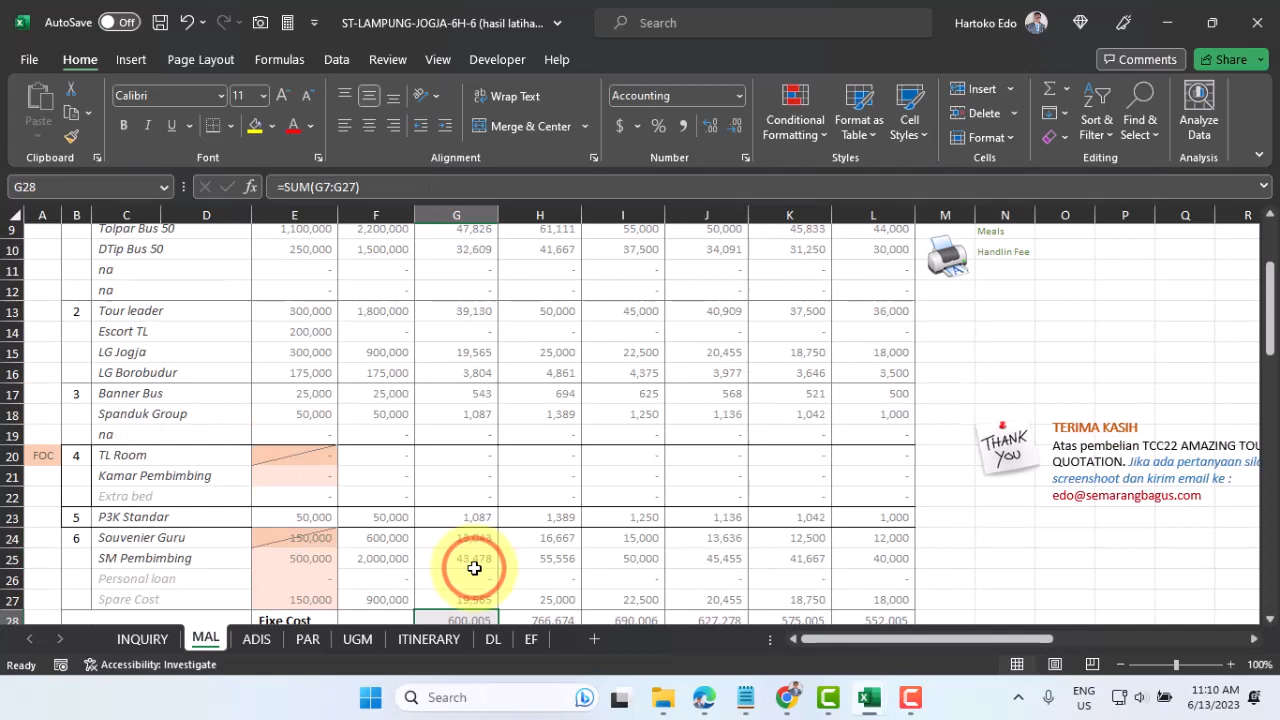 AutoSave Off ST-LAMPUNG-JOGJA-6H-6 (hasil latiha... Search Hartoko Edo
File Home Insert Page Layout Formulas Data Review View Developer Help Comments Share
Paste Calibri 11 Wrap Text Accounting Conditional Formatting Format as Table Cell Styles Insert Sort & Filter Find & Select Analyze Data
B I U Merge & Center $ % Delete
Format
Clipboard Font Alignment Number Styles Cells Editing Analysis
G28 fx =SUM(G7:G27)
A B C D E F G H I J K L M N O P Q R
9 Tolpar Bus 50 1,100,000 2,200,000 47,826 61,111 55,000 50,000 45,833 44,000 Meals
10 DTip Bus 50 250,000 1,500,000 32,609 41,667 37,500 34,091 31,250 30,000 Handlin Fee
11 na - - - - - - - -
12 na - - - - - - - -
13 2 Tour leader 300,000 1,800,000 39,130 50,000 45,000 40,909 37,500 36,000
14 Escort TL 200,000 - - - - - - -
15 LG Jogja 300,000 900,000 19,565 25,000 22,500 20,455 18,750 18,000
16 LG Borobudur 175,000 175,000 3,804 4,861 4,375 3,977 3,646 3,500
17 3 Banner Bus 25,000 25,000 543 694 625 568 521 500
18 Spanduk Group 50,000 50,000 1,087 1,389 1,250 1,136 1,042 1,000
19 na - - - - - - -
20 FOC 4 TL Room - - - - - - - -
21 Kamar Pembimbing - - - - - - - -
22 Extra bed - - - - - - -
23 5 P3K Standar 50,000 50,000 1,087 1,389 1,250 1,136 1,042 1,000
24 6 Souvenier Guru 150,000 600,000 13,043 16,667 15,000 13,636 12,500 12,000
25 SM Pembimbing 500,000 2,000,000 43,478 55,556 50,000 45,455 41,667 40,000
26 Personal loan - - - - - - -
27 Spare Cost 150,000 900,000 19,565 25,000 22,500 20,455 18,750 18,000
28 Fixe Cost 600,005 766,674 690,006 627,278 575,005 552,005
THANK YOU
TERIMA KASIH
Atas pembelian TCC22 AMAZING TOU
QUOTATION. Jika ada pertanyaan sila
screenshoot dan kirim email ke :
edo@semarangbagus.com
INQUIRY MAL ADIS PAR UGM ITINERARY DL EF
Ready Accessibility: Investigate 100%
Search ENG US 11:10 AM 6/13/2023